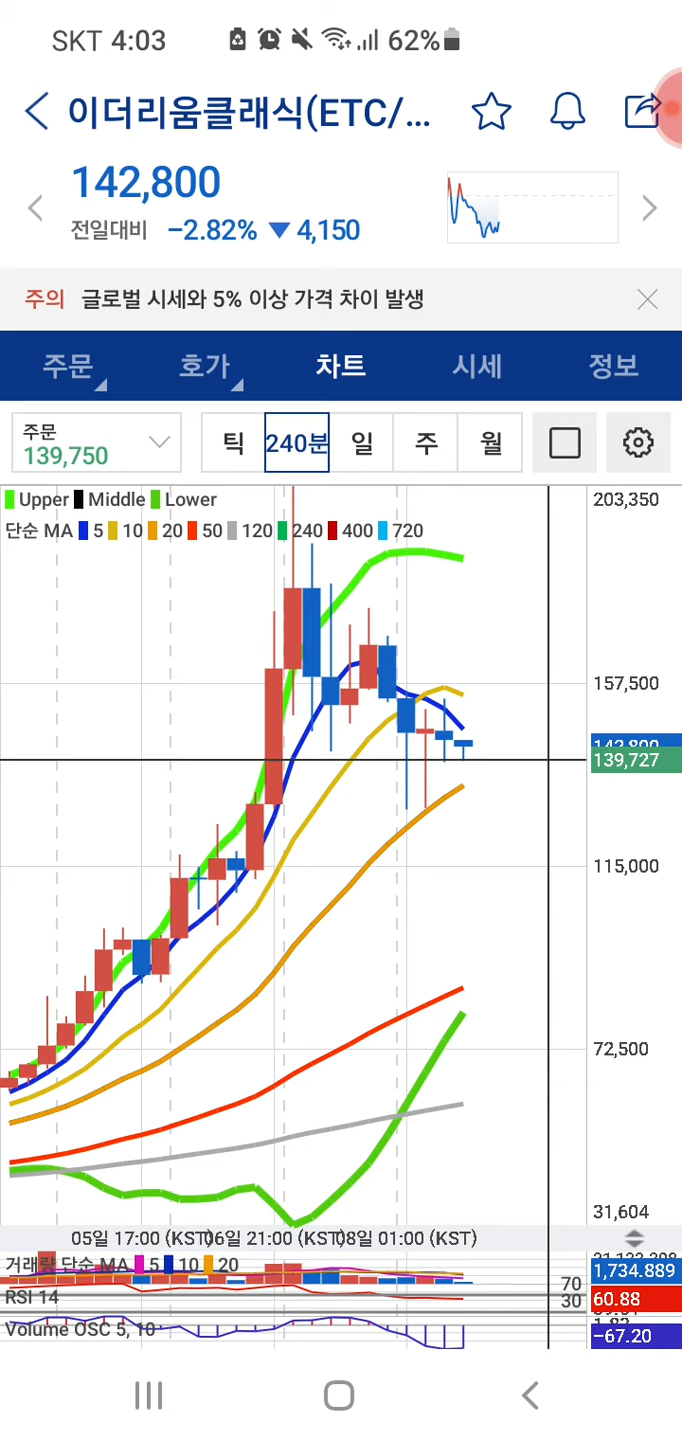 SKT 4:03 62%
이더리움클래식(ETC/...
142,800
전일대비 −2.82% ▼ 4,150
주의 글로벌 시세와 5% 이상 가격 차이 발생
주문 호가 차트 시세 정보
주문
139,750
틱 240분 일 주 월
Upper Middle Lower
203,350
단순 MA 5 10 20 50 120 240 400 720
157,500
142,800
139,727
115,000
72,500
31,604
05일 17:00 (KST) 06일 21:00 (KST) 08일 01:00 (KST)
거래량 단순 MA 5 10 20
1,734.889
70
RSI 14
30
60.88
Volume OSC 5, 10
−67.20